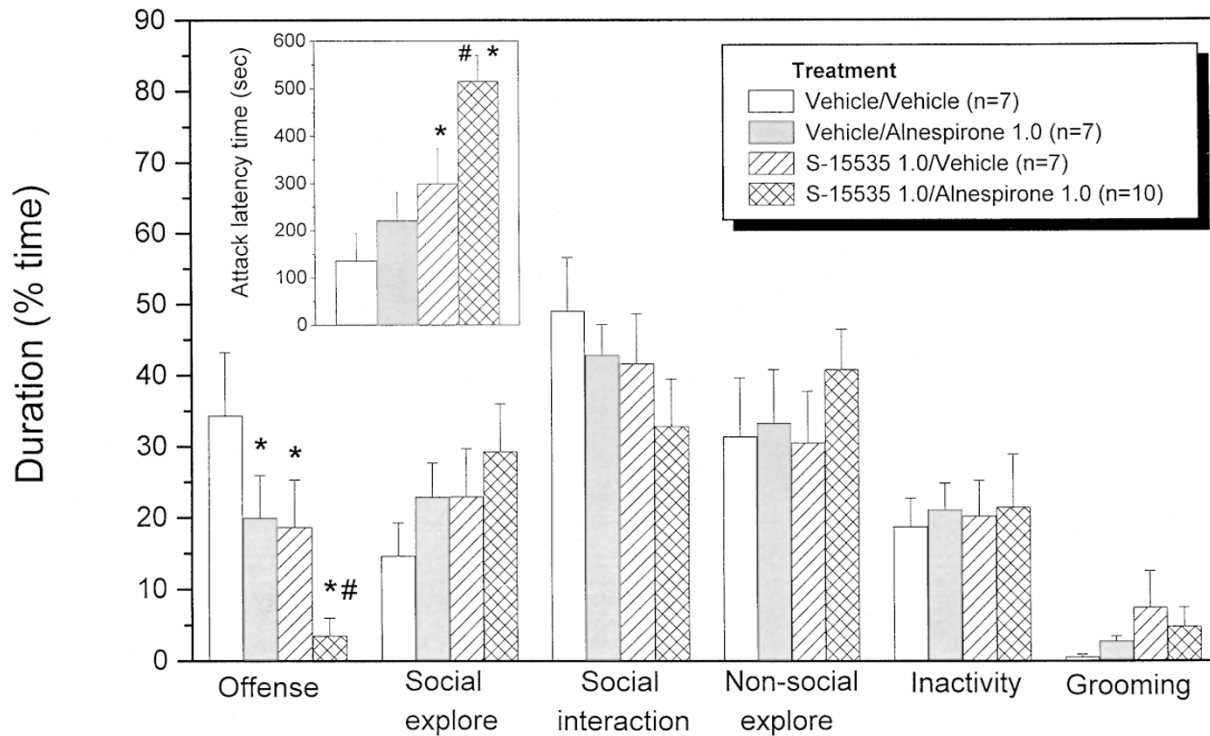 Duration (% time)
90
80
70
60
50
40
30
20
10
0
Attack latency time (sec)
600
500
400
300
200
100
0
*
# *
Treatment
Vehicle/Vehicle (n=7)
Vehicle/Alnespirone 1.0 (n=7)
S-15535 1.0/Vehicle (n=7)
S-15535 1.0/Alnespirone 1.0 (n=10)
*
*
*#
Offense
Social
explore
Social
interaction
Non-social
explore
Inactivity
Grooming